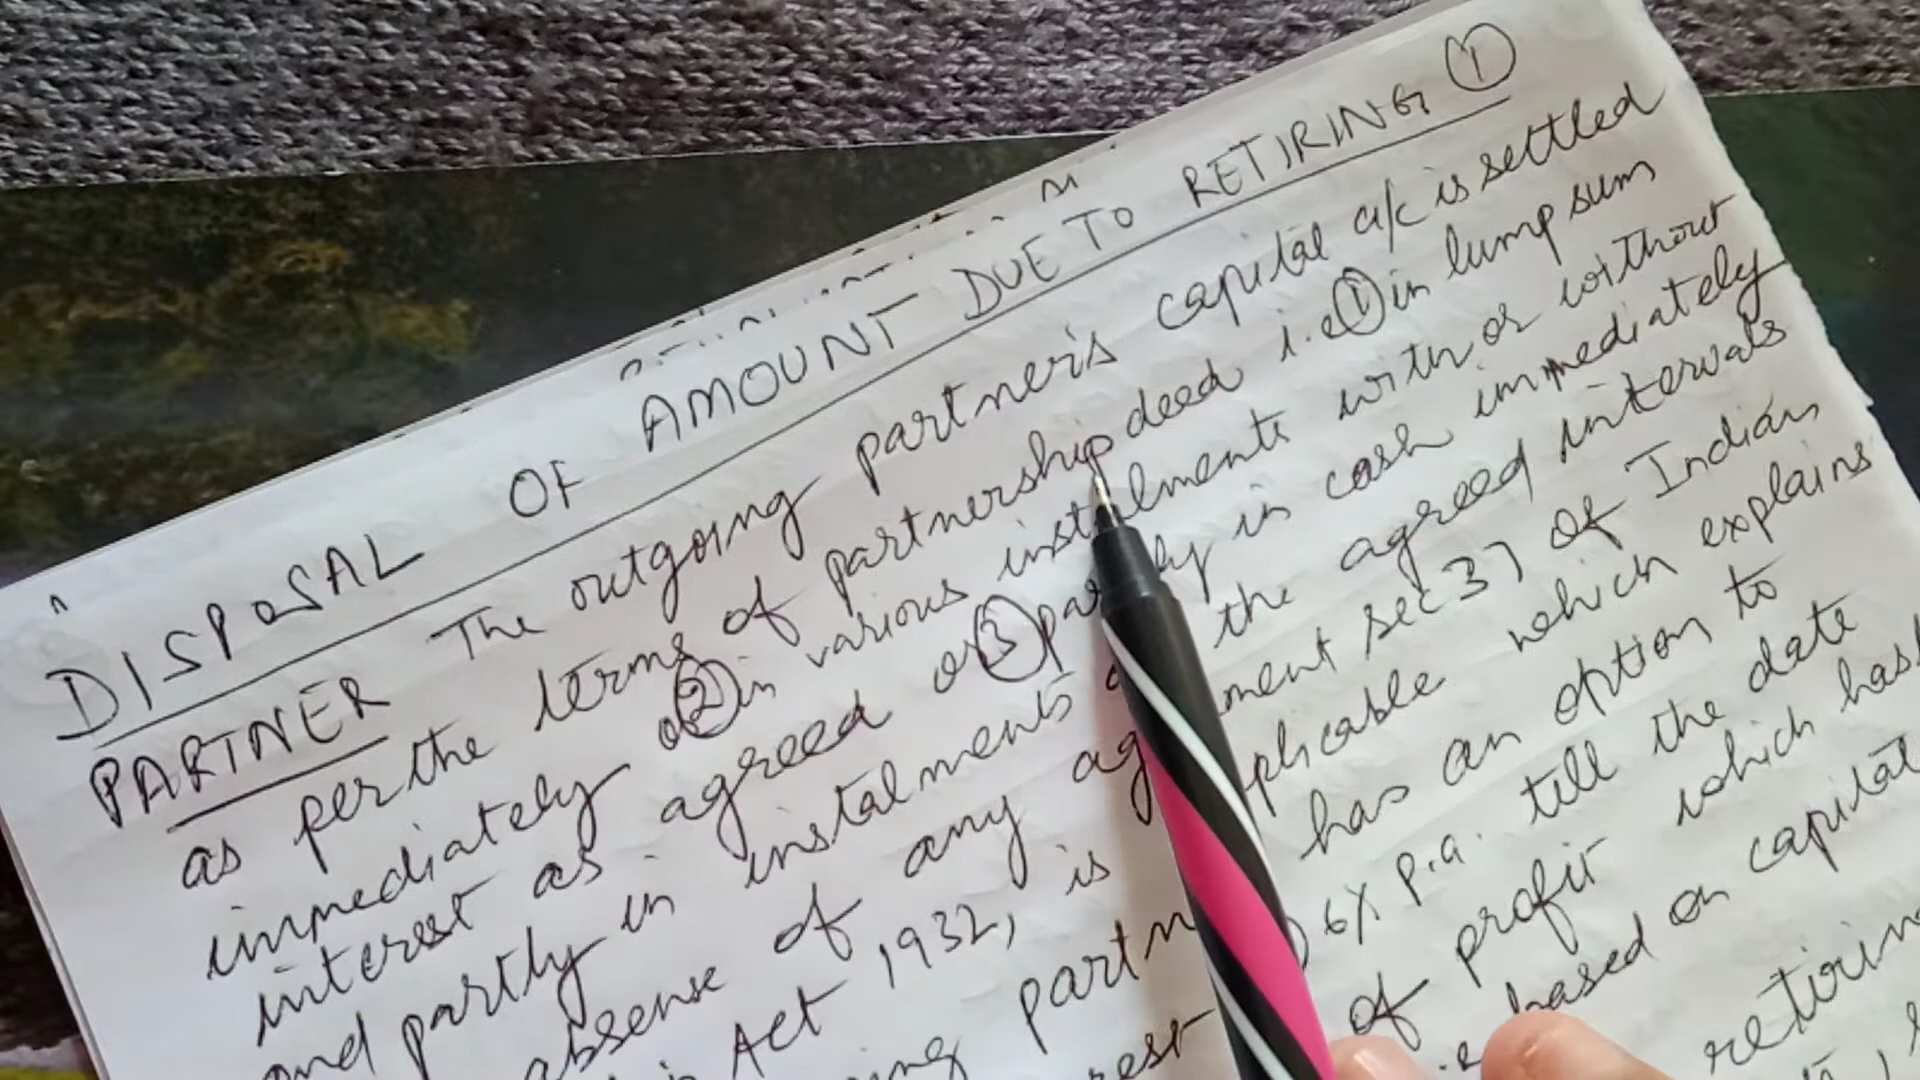 DISPOSAL OF AMOUNT DUE TO RETIRING ①
PARTNER The outgoing partner's capital a/c is settled
as per the terms of partnership deed i.e ① in lump sum
immediately or ② in various instalments with or without
interest as agreed or ③ partly in cash immediately
and partly in instalments the agreed intervals
absense of any ment sec 37 of Indian
Act 1932, is plicable which explains
has an option to
6% p.a. till the date
of profit which has
based on capital
retiring